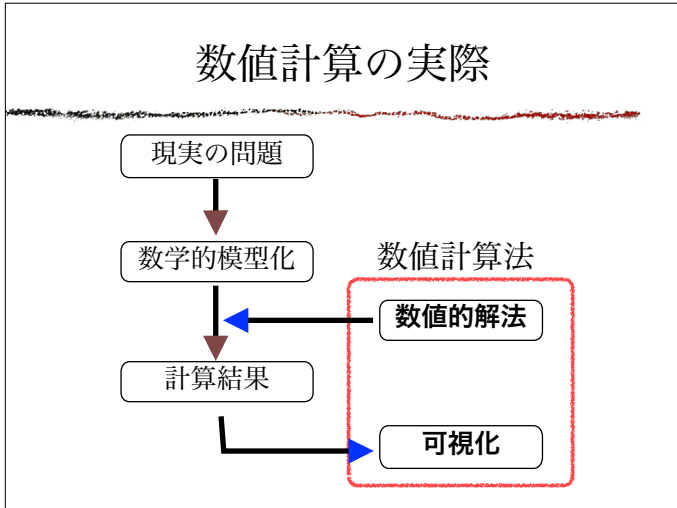 数値計算の実際
現実の問題
数学的模型化
数値計算法
数値的解法
計算結果
可視化